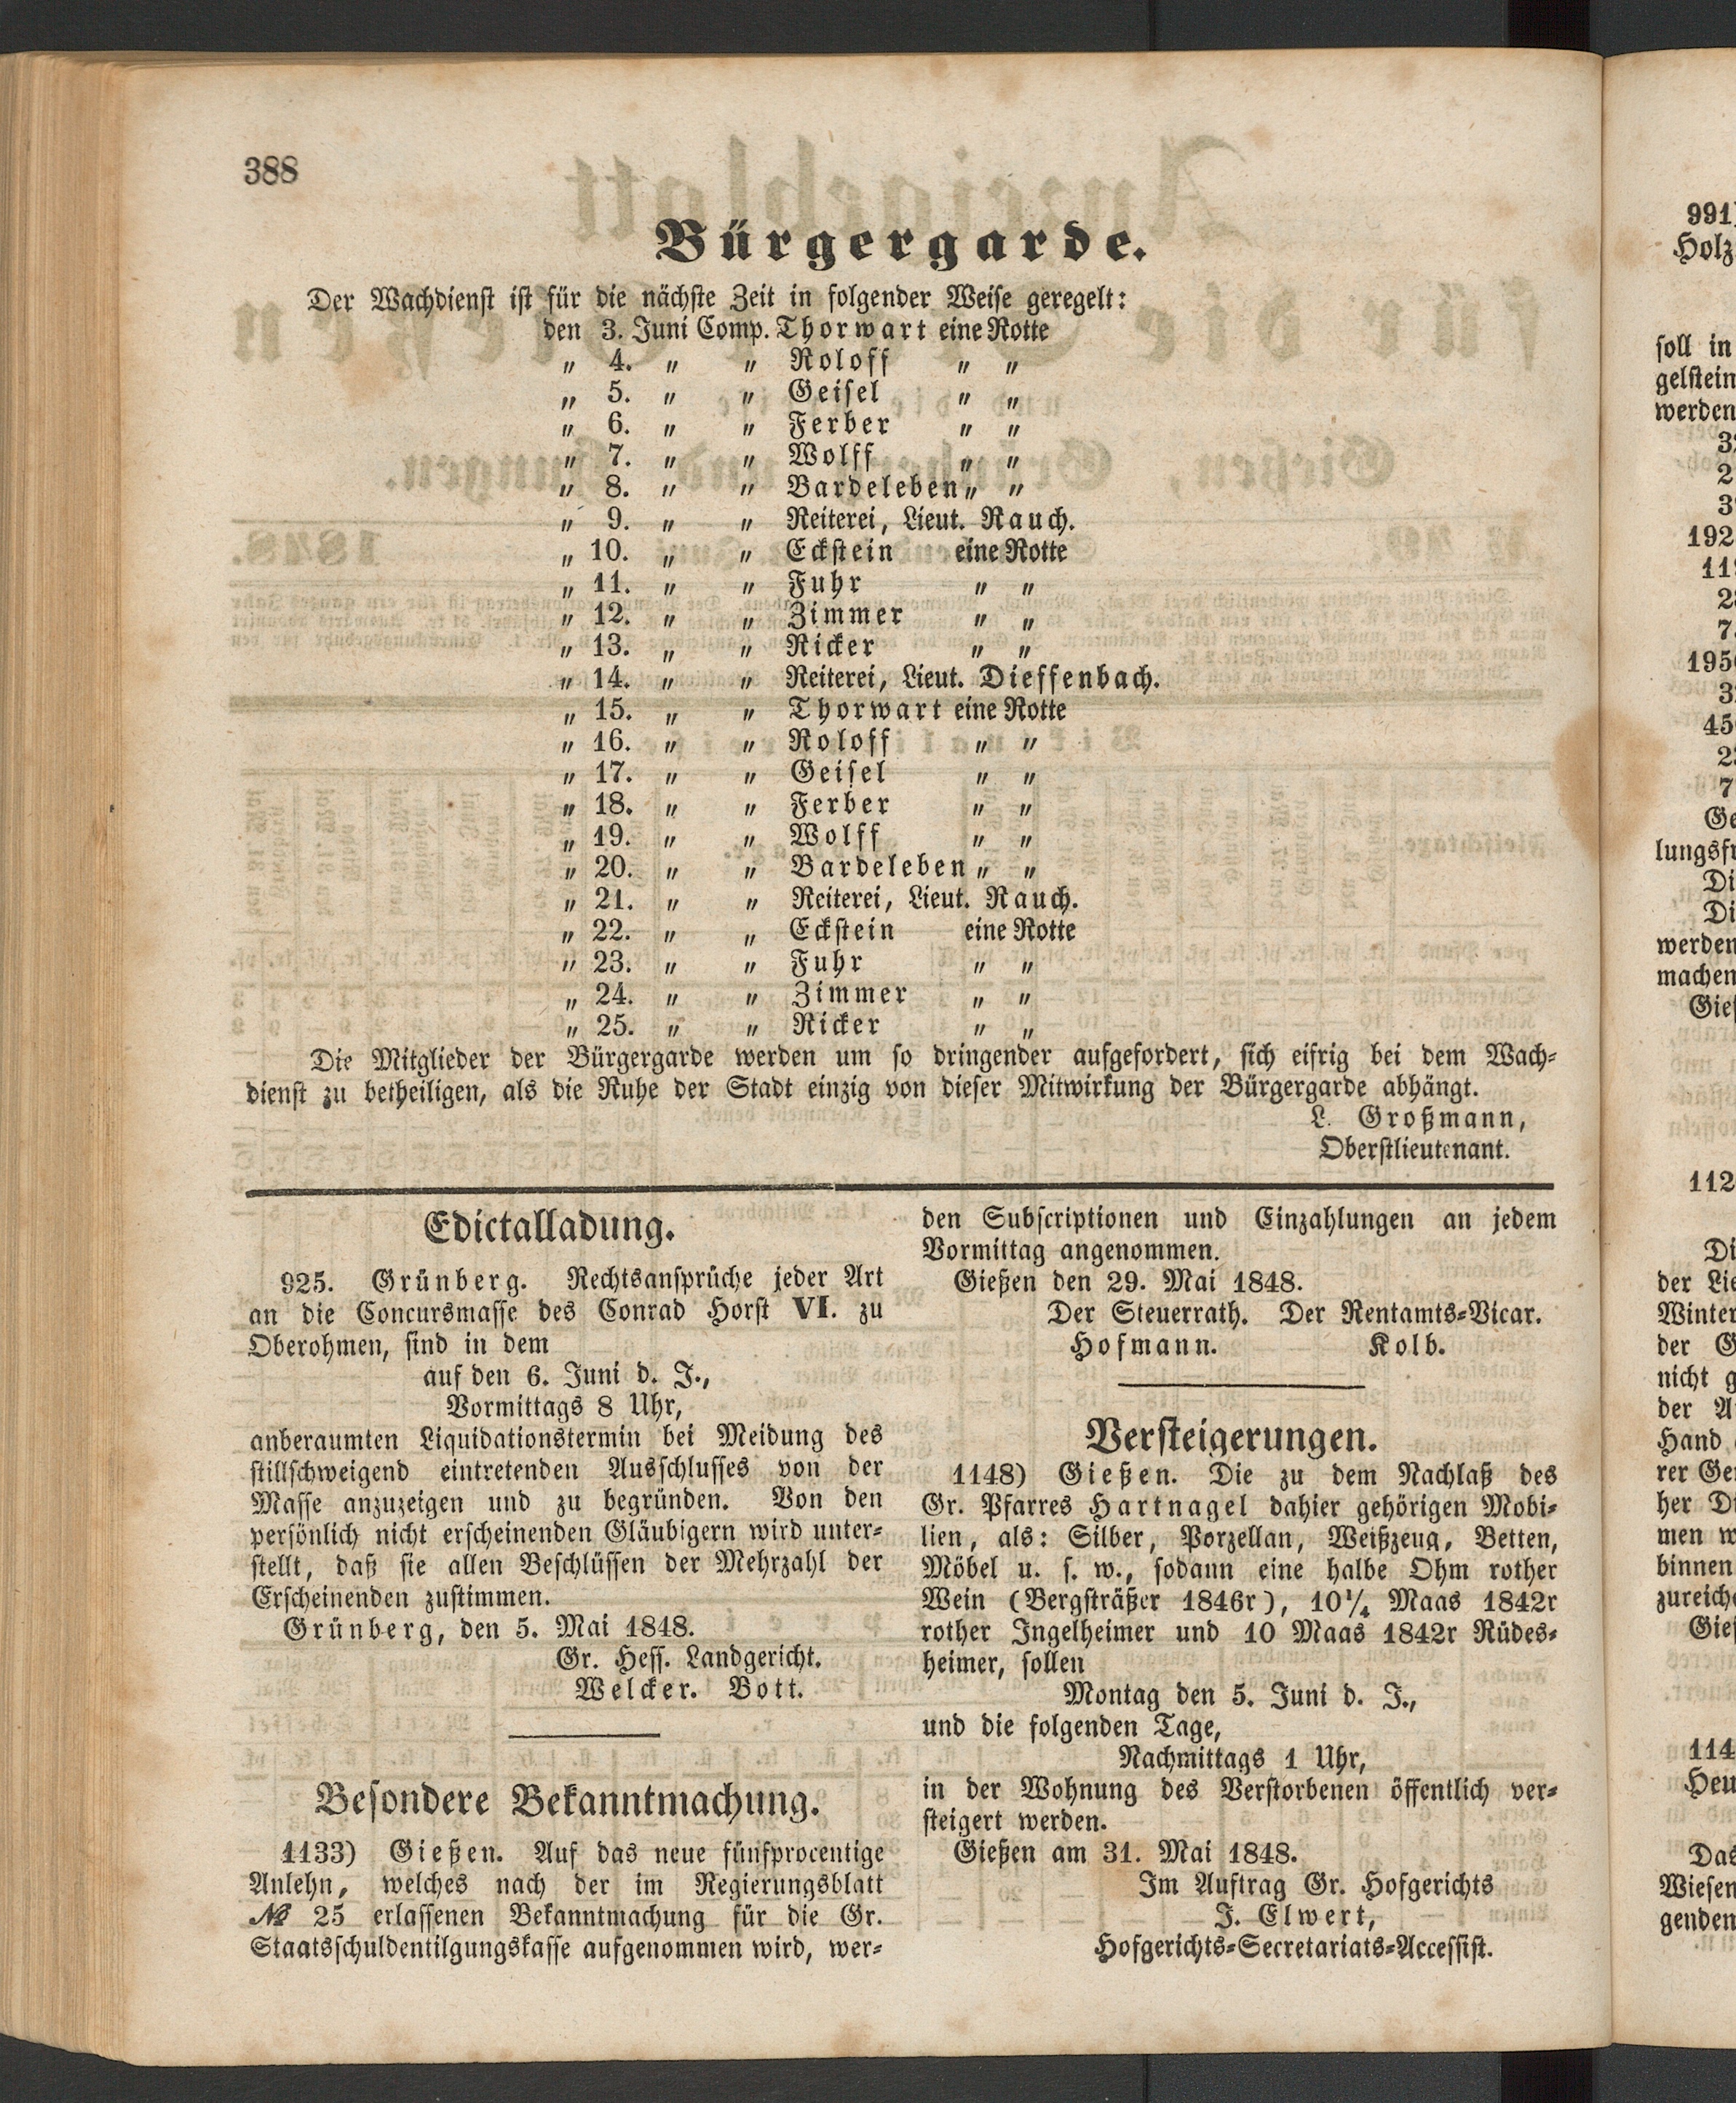 388
Bürgergarde.
Der Wachdienst ist für die nächste Zeit in folgender Weise geregelt:
den 3. Juni Comp. Thorwart eine Rotte
„ 4. „ „ Roloff „ „
„ 5. „ „ Geisel „ „
„ 6. „ „ Ferber „ „
„ 7. „ „ Wolff „ „
„ 8. „ „ Bardeleben „ „
„ 9. „ „ Reiterei, Lieut. Rauch.
„ 10. „ „ Eckstein eine Rotte
„ 11. „ „ Fuhr „ „
„ 12. „ „ Zimmer „ „
„ 13. „ „ Ricker „ „
„ 14. „ „ Reiterei, Lieut. Dieffenbach.
„ 15. „ „ Thorwart eine Rotte
„ 16. „ „ Roloff „ „
„ 17. „ „ Geisel „ „
„ 18. „ „ Ferber „ „
„ 19. „ „ Wolff „ „
„ 20. „ „ Bardeleben „ „
„ 21. „ „ Reiterei, Lieut. Rauch.
„ 22. „ „ Eckstein eine Rotte
„ 23. „ „ Fuhr „ „
„ 24. „ „ Zimmer „ „
„ 25. „ „ Ricker „ „
Die Mitglieder der Bürgergarde werden um so dringender aufgefordert, sich eifrig bei dem Wach-
dienst zu betheiligen, als die Ruhe der Stadt einzig von dieser Mitwirkung der Bürgergarde abhängt.
L. Großmann,
Oberstlieutenant.
Edictalladung.
925. Grünberg. Rechtsansprüche jeder Art
an die Concursmasse des Conrad Horst VI. zu
Oberohmen, sind in dem
auf den 6. Juni d. J.,
Vormittags 8 Uhr,
anberaumten Liquidationstermin bei Meidung des
stillschweigend eintretenden Ausschlusses von der
Masse anzuzeigen und zu begründen. Von den
persönlich nicht erscheinenden Gläubigern wird unter-
stellt, daß sie allen Beschlüssen der Mehrzahl der
Erscheinenden zustimmen.
Grünberg, den 5. Mai 1848.
Gr. Hess. Landgericht.
Welcker. Bott.
Besondere Bekanntmachung.
1133) Gießen. Auf das neue fünfprocentige
Anlehn, welches nach der im Regierungsblatt
№ 25 erlassenen Bekanntmachung für die Gr.
Staatsschuldentilgungskasse aufgenommen wird, wer-
den Subscriptionen und Einzahlungen an jedem
Vormittag angenommen.
Gießen den 29. Mai 1848.
Der Steuerrath. Der Rentamts-Vicar.
Hofmann. Kolb.
Versteigerungen.
1148) Gießen. Die zu dem Nachlaß des
Gr. Pfarres Hartnagel dahier gehörigen Mobi-
lien, als: Silber, Porzellan, Weißzeug, Betten,
Möbel u. s. w., sodann eine halbe Ohm rother
Wein (Bergsträßer 1846r), 10¼ Maas 1842r
rother Ingelheimer und 10 Maas 1842r Rüdes-
heimer, sollen
Montag den 5. Juni d. J.,
und die folgenden Tage,
Nachmittags 1 Uhr,
in der Wohnung des Verstorbenen öffentlich ver-
steigert werden.
Gießen am 31. Mai 1848.
Im Auftrag Gr. Hofgerichts
J. Elwert,
Hofgerichts-Secretariats-Accessist.